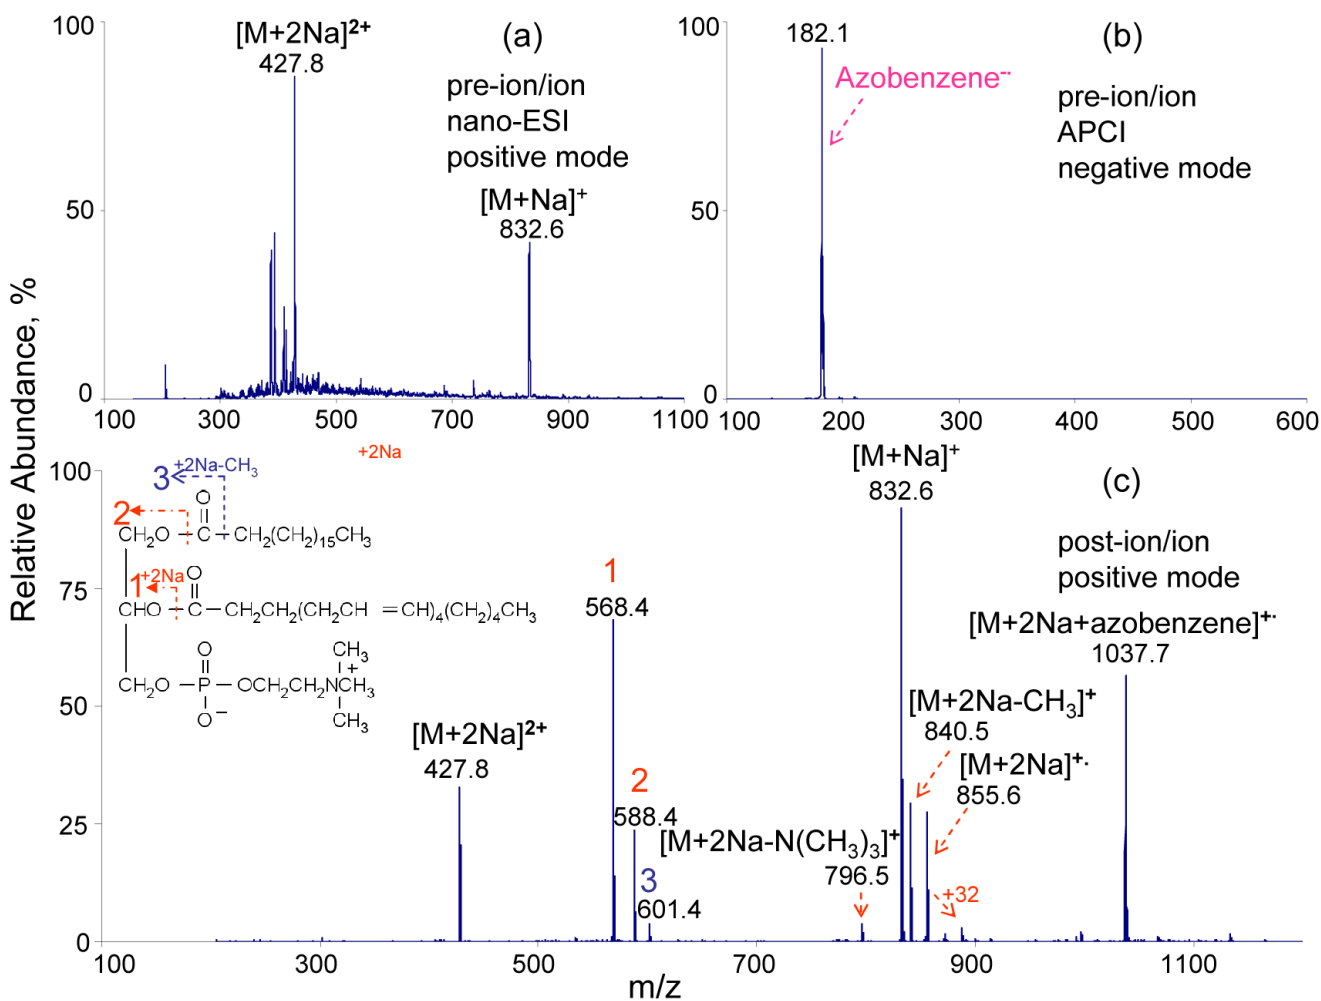 Relative Abundance, %
100
50
0
100
300
500
700
900
1100
[M+2Na]2+
427.8
(a)
pre-ion/ion
nano-ESI
positive mode
[M+Na]+
832.6
100
50
0
100
200
300
400
500
600
182.1
(b)
Azobenzene-·
pre-ion/ion
APCI
negative mode
+2Na
100
75
50
25
0
100
300
500
700
900
1100
m/z
(c)
post-ion/ion
positive mode
3
+2Na-CH3
2
O
CH2O
C
CH2(CH2)15CH3
1
+2Na
O
CHO
C
CH2CH2(CH2CH
=CH)4(CH2)4CH3
O
CH3
+
CH2O
P
OCH2CH2NCH3
O−
CH3
[M+2Na]2+
427.8
1
568.4
2
588.4
3
601.4
[M+2Na-N(CH3)3]+
796.5
[M+Na]+
832.6
[M+2Na-CH3]+
840.5
[M+2Na]+·
855.6
+32
[M+2Na+azobenzene]+·
1037.7